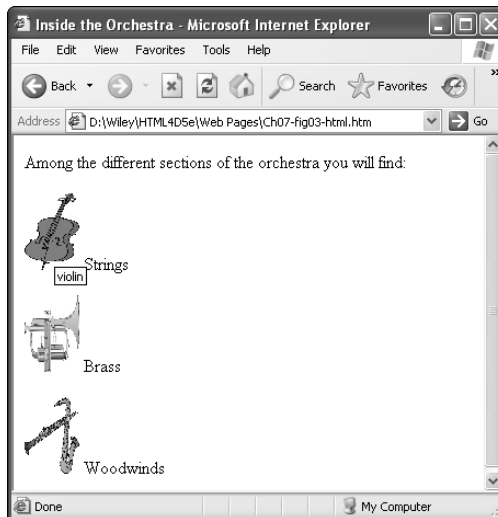 Inside the Orchestra - Microsoft Internet Explorer
File Edit View Favorites Tools Help
Back Search Favorites »
Address D:\Wiley\HTML4D5e\Web Pages\Ch07-fig03-html.htm Go
Among the different sections of the orchestra you will find:
Strings
violin
Brass
Woodwinds
Done My Computer